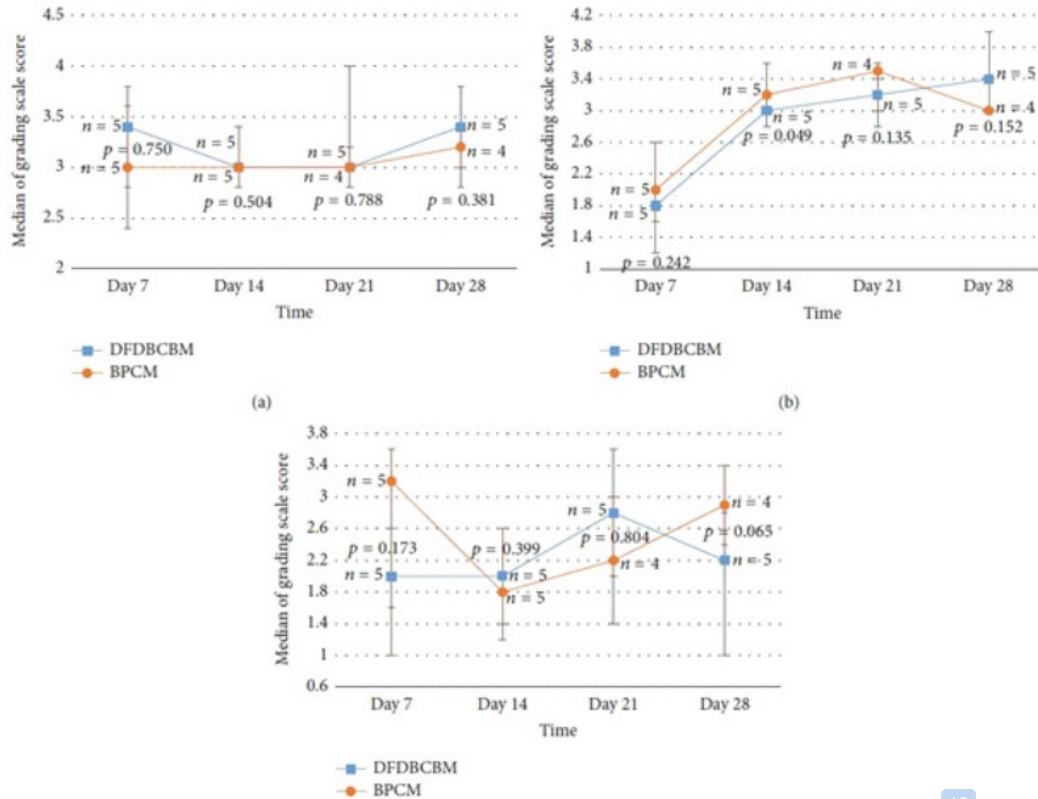 Median of grading scale score
4.5
4
3.5
3
2.5
2
n = 5
p = 0.750
n = 5
n = 5
n = 5
p = 0.504
n = 5
n = 4
p = 0.788
n = 5
n = 4
p = 0.381
Day 7 Day 14 Day 21 Day 28
Time
DFDBCBM
BPCM
(a)
Median of grading scale score
4.2
3.8
3.4
3
2.6
2.2
1.8
1.4
1
n = 5
n = 5
p = 0.242
n = 5
n = 5
p = 0.049
n = 4
n = 5
p = 0.135
n = 5
n = 4
p = 0.152
Day 7 Day 14 Day 21 Day 28
Time
DFDBCBM
BPCM
(b)
Median of grading scale score
3.8
3.4
3
2.6
2.2
1.8
1.4
1
0.6
n = 5
p = 0.173
n = 5
p = 0.399
n = 5
n = 5
n = 5
p = 0.804
n = 4
n = 4
p = 0.065
n = 5
Day 7 Day 14 Day 21 Day 28
Time
DFDBCBM
BPCM